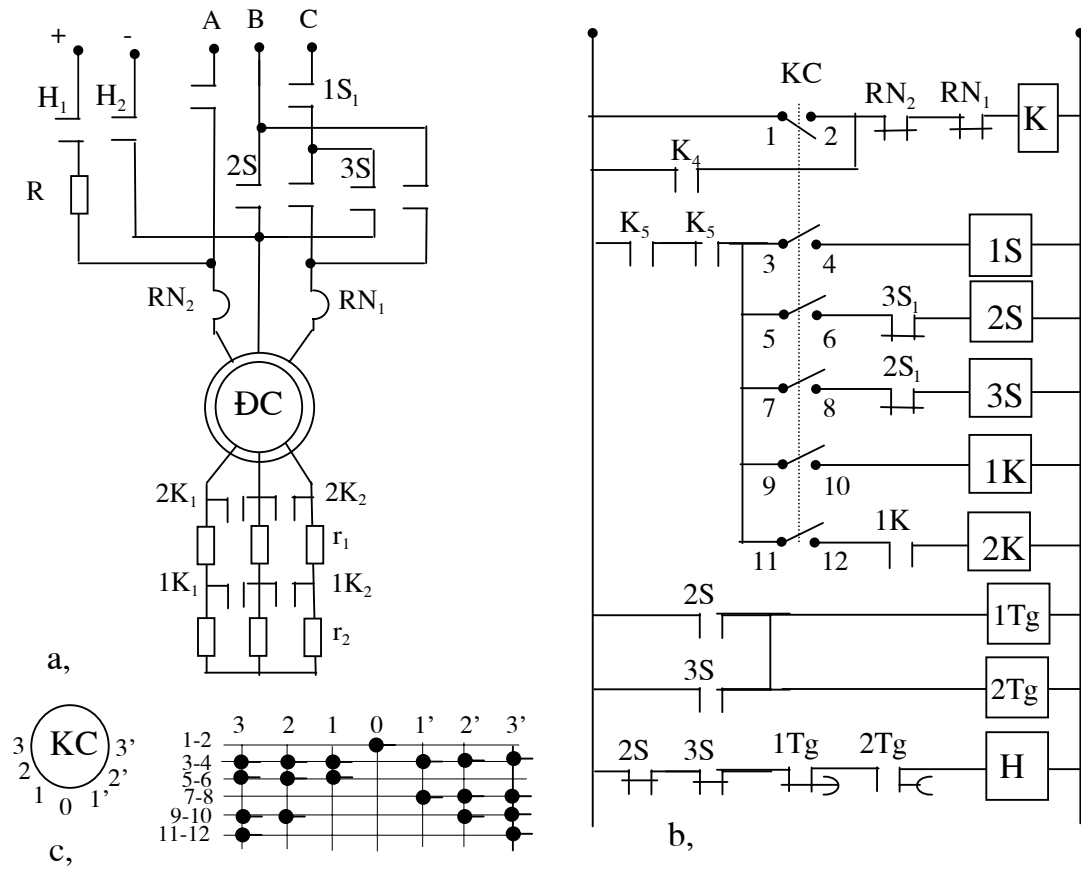 + - A B C
H₁ H₂ 1S₁
2S 3S
R
RN₂ RN₁
ĐC
2K₁ 2K₂
r₁
1K₁ 1K₂
r₂
a,
KC
3 3'
2 2'
1 0 1'
c,
3 2 1 0 1' 2' 3'
1-2
3-4
5-6
7-8
9-10
11-12
KC
RN₂ RN₁
1 2 K
K₄
K₅ K₅
3 4 1S
3S₁
5 6 2S
2S₁
7 8 3S
9 10 1K
1K
11 12 2K
2S
1Tg
3S
2Tg
2S 3S 1Tg 2Tg
H
b,